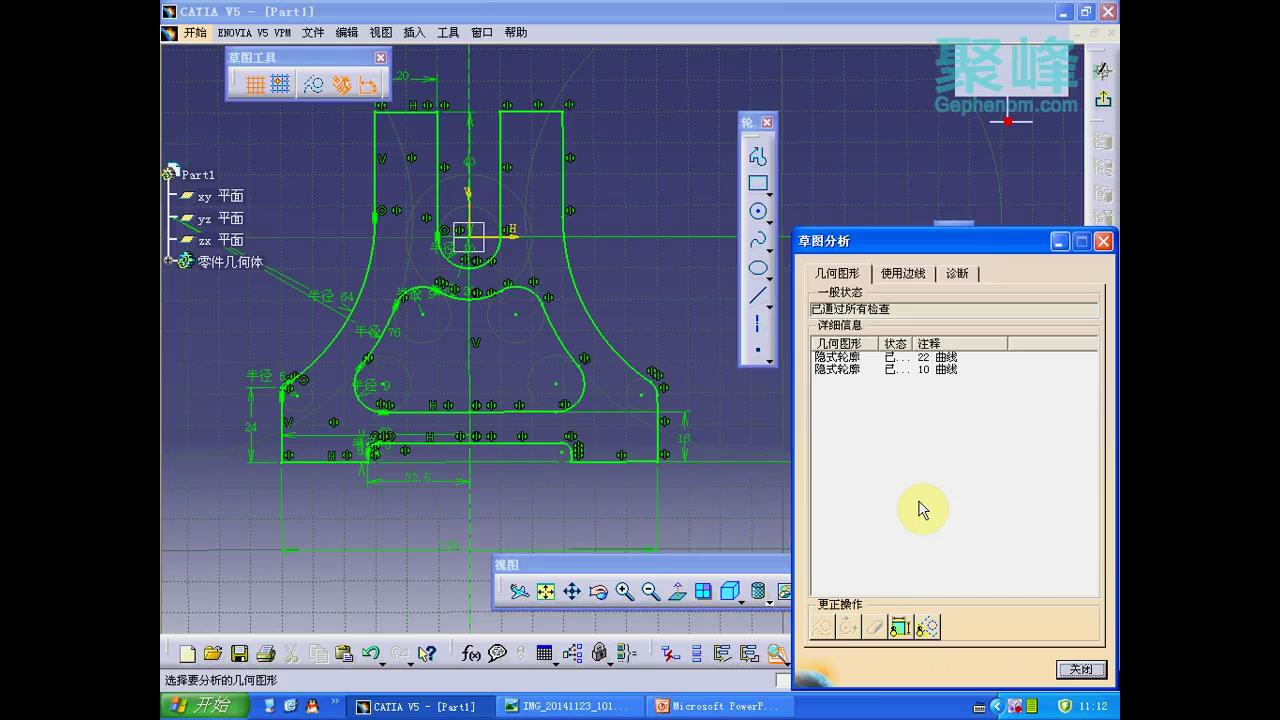 CATIA V5 - [Part1]
开始 ENOVIA V5 VPM 文件 编辑 视图 插入 工具 窗口 帮助
聚峰
Gephenom.com
草图工具
轮.
20
H
V
40
Part1
xy 平面
yz 平面
zx 平面
零件几何体
V
H
半径 64
半径 76
半径 5
半径 9
V
H
V
H
H
24
16
32.5
草图分析
几何图形 使用边线 诊断
一般状态
已通过所有检查
详细信息
几何图形 状态 注释
隐式轮廓 已... 22 曲线
隐式轮廓 已... 10 曲线
更正操作
关闭
视图
选择要分析的几何图形
开始 CATIA V5 - [Part1] IMG_20141123_101... Microsoft PowerP... 11:12